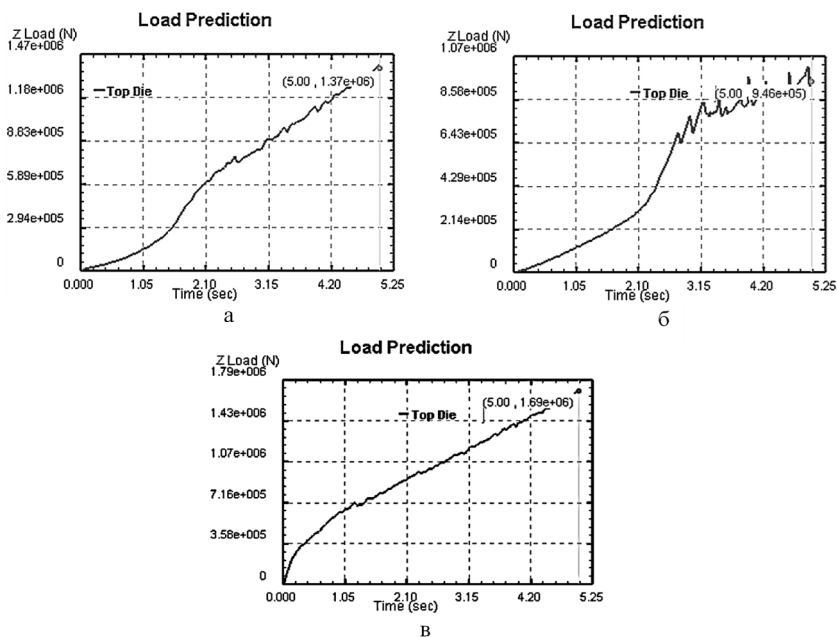 Load Prediction
Z Load (N)
1.47e+006
1.18e+006
8.83e+005
5.89e+005
2.94e+005
0
Top Die
(5.00 , 1.37e+06)
0.000 1.05 2.10 3.15 4.20 5.25
Time (sec)
а
Load Prediction
Z Load (N)
1.07e+006
8.58e+005
6.43e+005
4.29e+005
2.14e+005
0
Top Die
(5.00 , 9.46e+05)
0.000 1.05 2.10 3.15 4.20 5.25
Time (sec)
б
Load Prediction
Z Load (N)
1.79e+006
1.43e+006
1.07e+006
7.16e+005
3.58e+005
0
Top Die
(5.00 , 1.69e+06)
0.000 1.05 2.10 3.15 4.20 5.25
Time (sec)
в